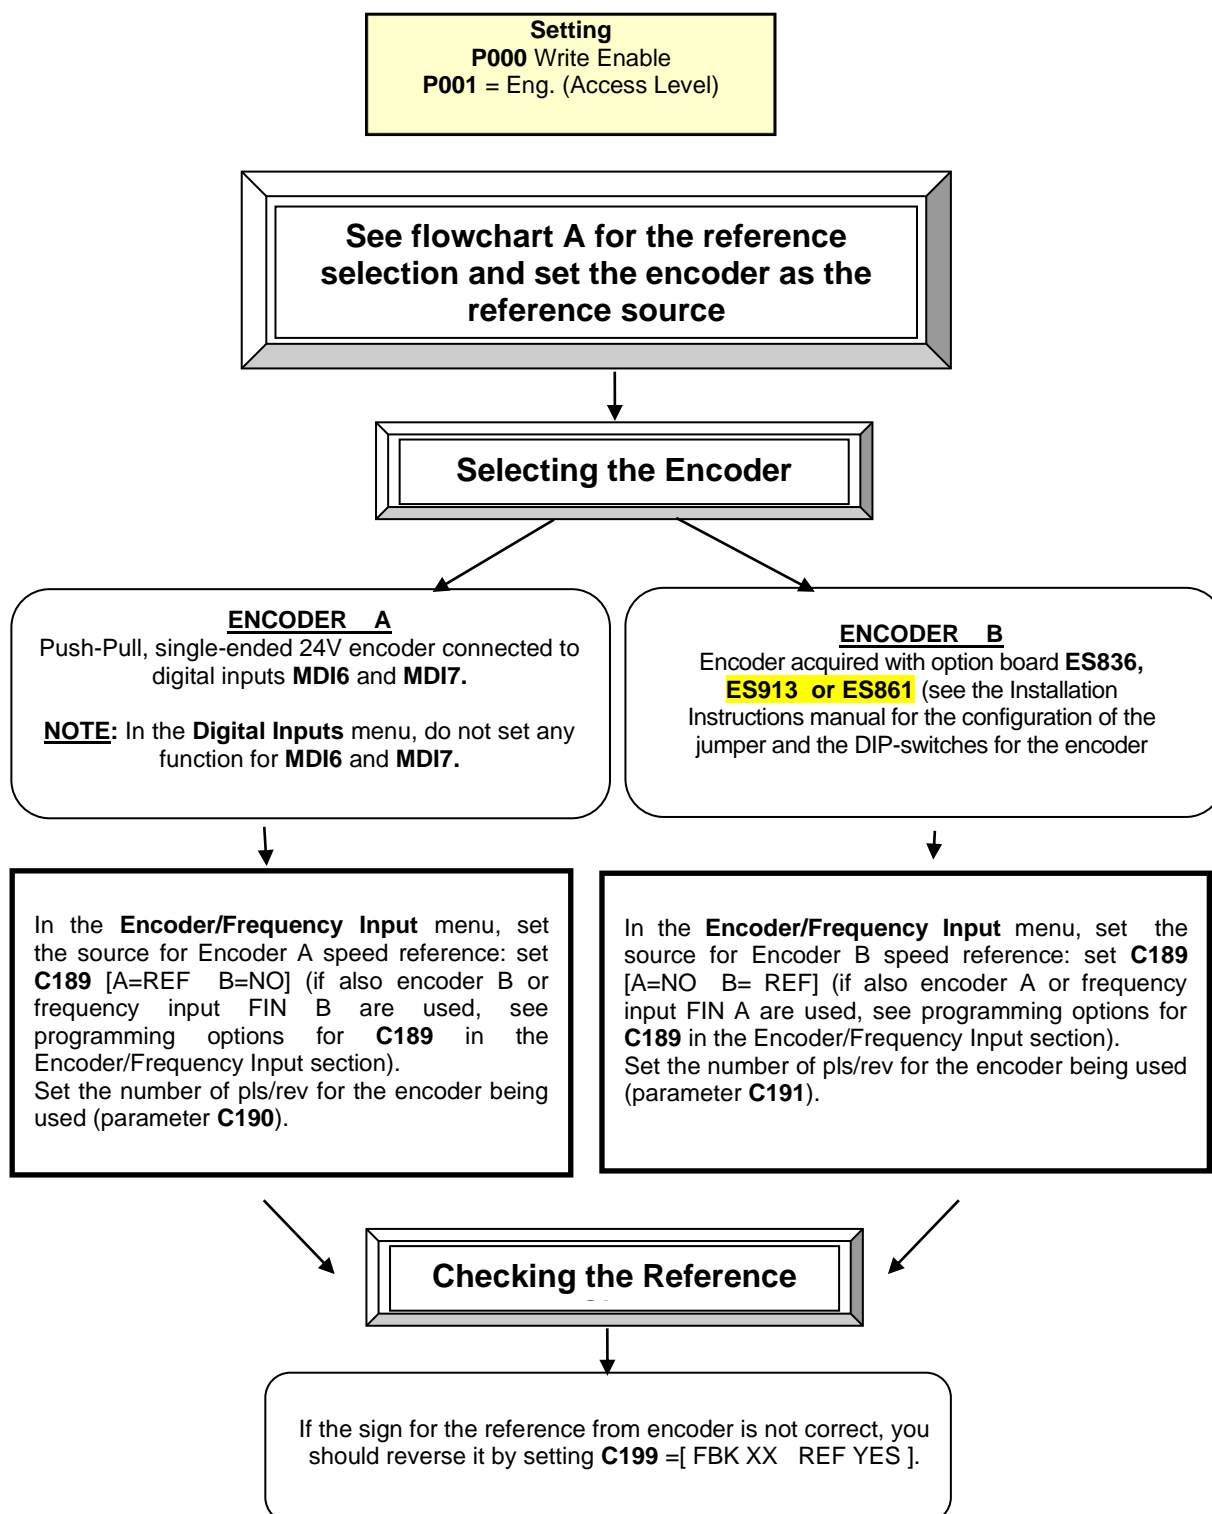 Setting
P000 Write Enable
P001 = Eng. (Access Level)
See flowchart A for the reference
selection and set the encoder as the
reference source
Selecting the Encoder
ENCODER A
Push-Pull, single-ended 24V encoder connected to
digital inputs MDI6 and MDI7.
NOTE: In the Digital Inputs menu, do not set any
function for MDI6 and MDI7.
ENCODER B
Encoder acquired with option board ES836,
ES913 or ES861 (see the Installation
Instructions manual for the configuration of the
jumper and the DIP-switches for the encoder
In the Encoder/Frequency Input menu, set
the source for Encoder A speed reference: set
C189 [A=REF B=NO] (if also encoder B or
frequency input FIN B are used, see
programming options for C189 in the
Encoder/Frequency Input section).
Set the number of pls/rev for the encoder being
used (parameter C190).
In the Encoder/Frequency Input menu, set the
source for Encoder B speed reference: set C189
[A=NO B= REF] (if also encoder A or frequency
input FIN A are used, see programming options for
C189 in the Encoder/Frequency Input section).
Set the number of pls/rev for the encoder being used
(parameter C191).
Checking the Reference
If the sign for the reference from encoder is not correct, you
should reverse it by setting C199 =[ FBK XX REF YES ].